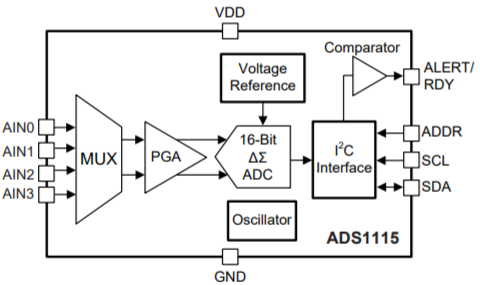 VDD
Comparator
Voltage
Reference
ALERT/
RDY
AIN0
AIN1
AIN2
AIN3
MUX
PGA
16-Bit
ΔΣ
ADC
I²C
Interface
ADDR
SCL
SDA
Oscillator
ADS1115
GND